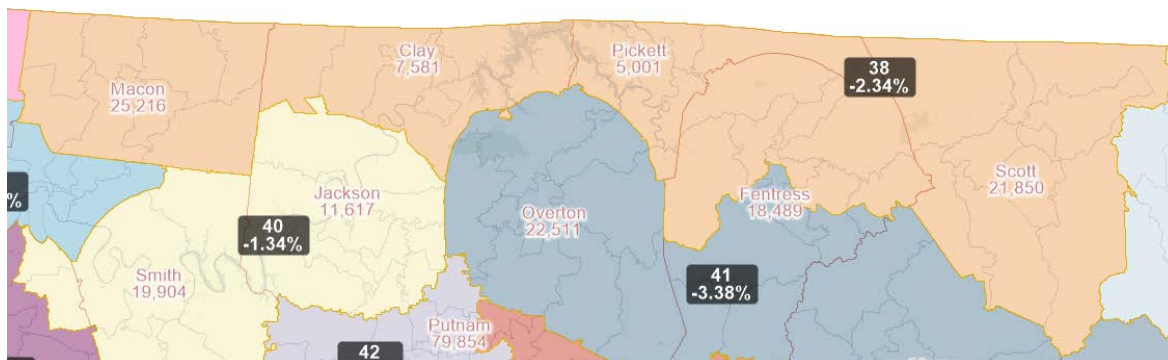 Clay
7,581
Pickett
5,001
38
-2.34%
Macon
25,216
Scott
21,850
Jackson
11,617
Fentress
18,489
%
Overton
22,511
40
-1.34%
Smith
19,904
41
-3.38%
Putnam
79,854
42